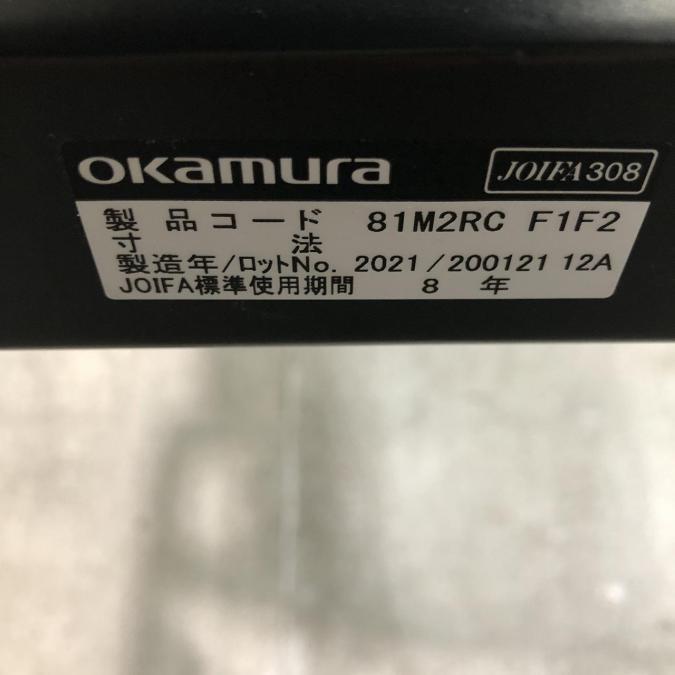 okamura JOIFA308
製品コード 81M2RC F1F2
寸法
製造年/ロットNo. 2021/200121 12A
JOIFA標準使用期間 8 年